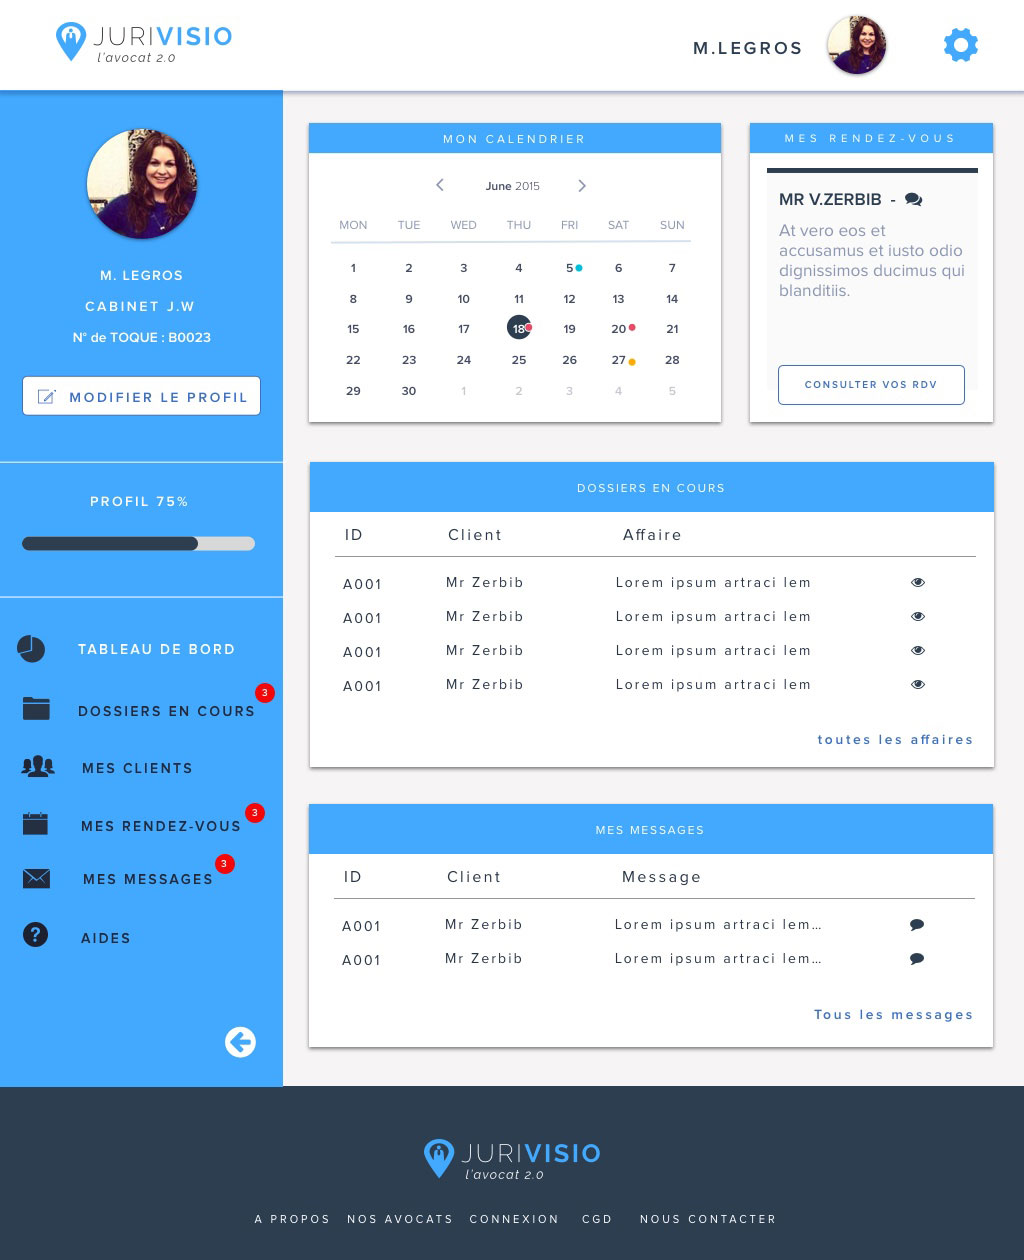 JURIVISIO
l'avocat 2.0
M.LEGROS
M. LEGROS
CABINET J.W
N° de TOQUE : B0023
MODIFIER LE PROFIL
PROFIL 75%
TABLEAU DE BORD
DOSSIERS EN COURS 3
MES CLIENTS
MES RENDEZ-VOUS 3
MES MESSAGES 3
AIDES
MON CALENDRIER
June 2015
MON TUE WED THU FRI SAT SUN
1 2 3 4 5 6 7
8 9 10 11 12 13 14
15 16 17 18 19 20 21
22 23 24 25 26 27 28
29 30 1 2 3 4 5
MES RENDEZ-VOUS
MR V.ZERBIB -
At vero eos et
accusamus et iusto odio
dignissimos ducimus qui
blanditiis.
CONSULTER VOS RDV
DOSSIERS EN COURS
ID Client Affaire
A001 Mr Zerbib Lorem ipsum artraci lem
A001 Mr Zerbib Lorem ipsum artraci lem
A001 Mr Zerbib Lorem ipsum artraci lem
A001 Mr Zerbib Lorem ipsum artraci lem
toutes les affaires
MES MESSAGES
ID Client Message
A001 Mr Zerbib Lorem ipsum artraci lem...
A001 Mr Zerbib Lorem ipsum artraci lem...
Tous les messages
JURIVISIO
l'avocat 2.0
A PROPOS NOS AVOCATS CONNEXION CGD NOUS CONTACTER